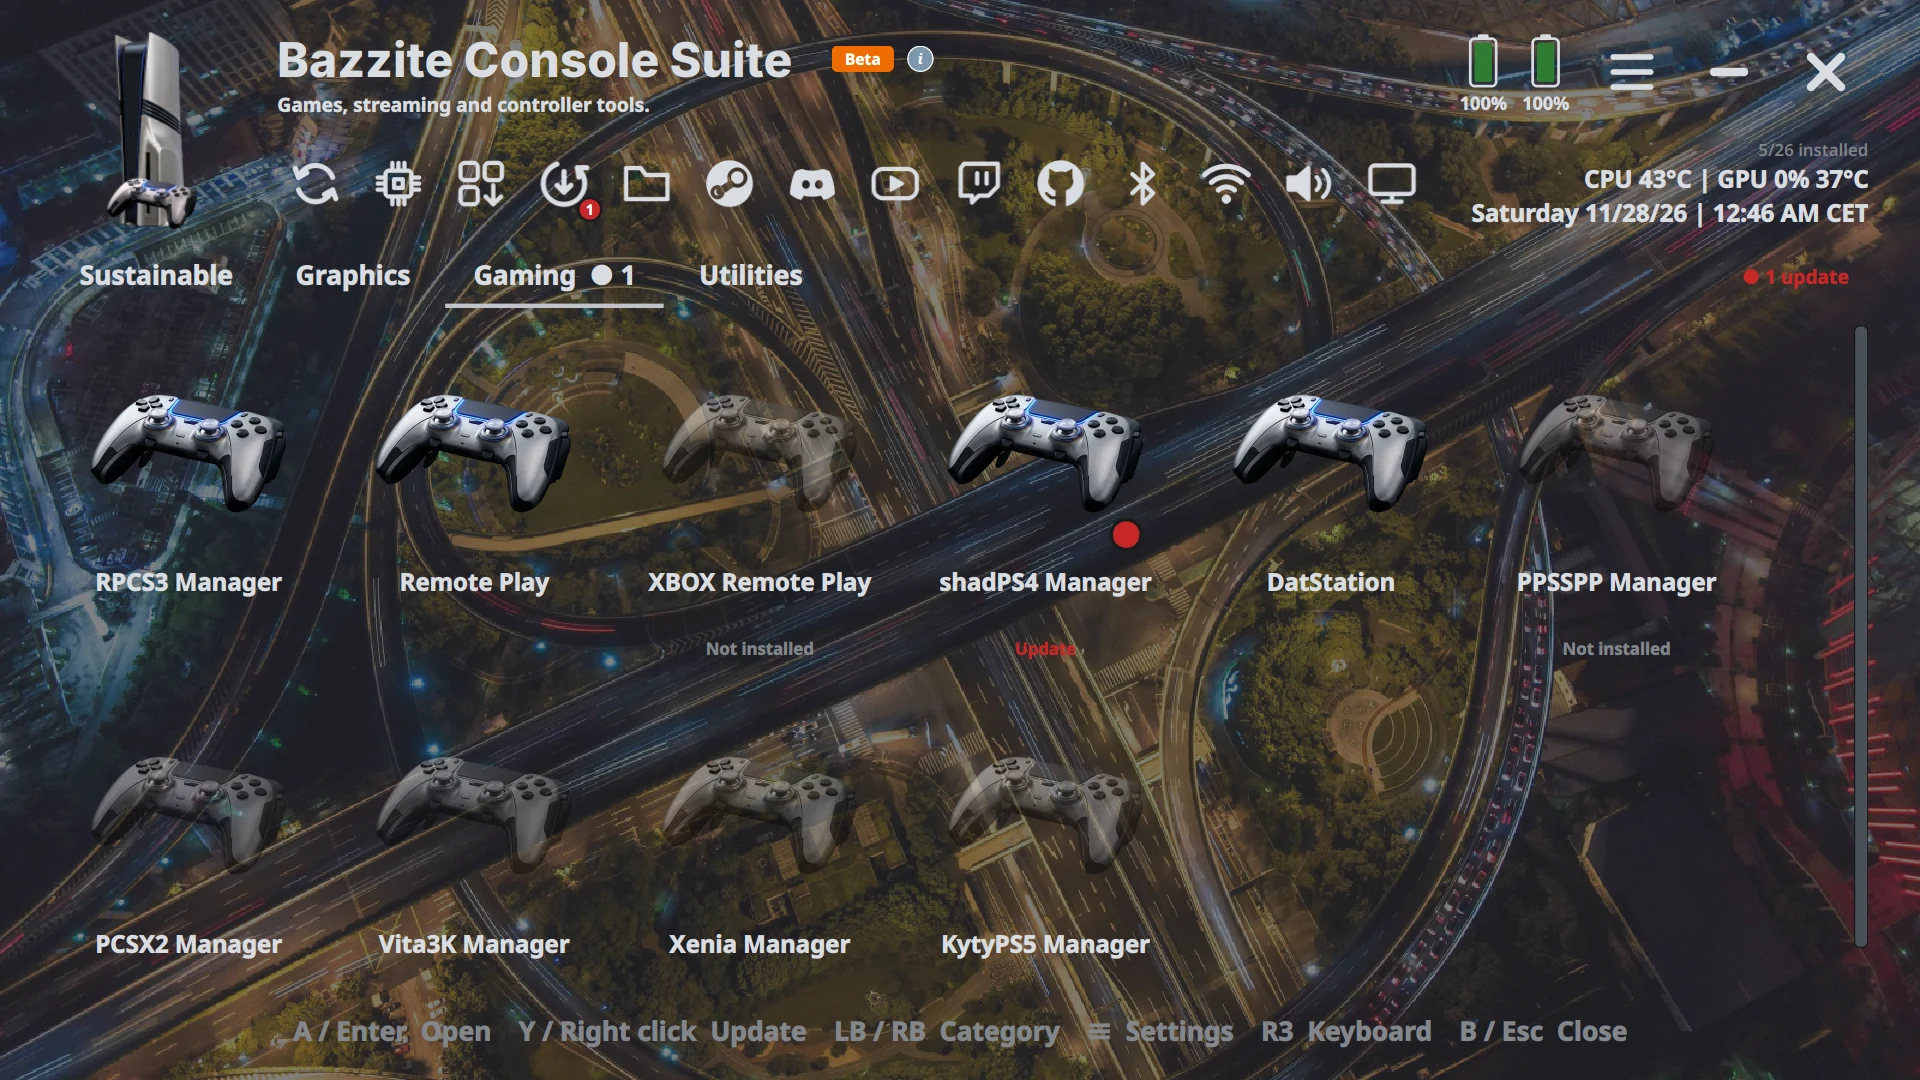 Bazzite Console Suite
Beta
i
Games, streaming and controller tools.
100% 100%
5/26 installed
CPU 43°C | GPU 0% 37°C
Saturday 11/28/26 | 12:46 AM CET
1
Sustainable
Graphics
Gaming ● 1
Utilities
● 1 update
RPCS3 Manager
Remote Play
XBOX Remote Play
shadPS4 Manager
DatStation
PPSSPP Manager
Not installed
Update
Not installed
PCSX2 Manager
Vita3K Manager
Xenia Manager
KytyPS5 Manager
A / Enter Open Y / Right click Update LB / RB Category ≡ Settings R3 Keyboard B / Esc Close